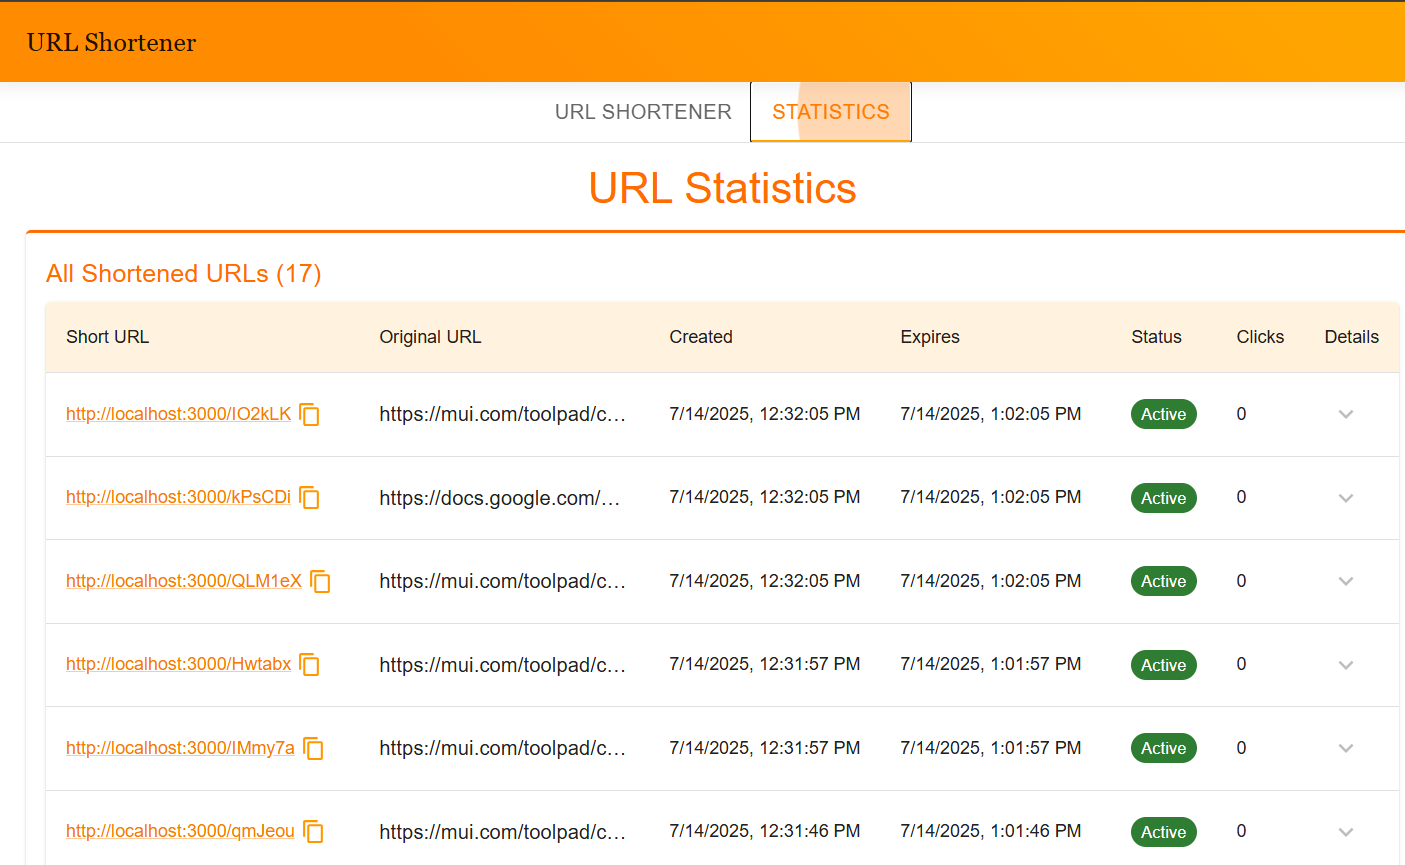 URL Shortener
URL SHORTENER STATISTICS
URL Statistics
All Shortened URLs (17)
Short URL Original URL Created Expires Status Clicks Details
http://localhost:3000/IO2kLK https://mui.com/toolpad/c… 7/14/2025, 12:32:05 PM 7/14/2025, 1:02:05 PM Active 0
http://localhost:3000/kPsCDi https://docs.google.com/… 7/14/2025, 12:32:05 PM 7/14/2025, 1:02:05 PM Active 0
http://localhost:3000/QLM1eX https://mui.com/toolpad/c… 7/14/2025, 12:32:05 PM 7/14/2025, 1:02:05 PM Active 0
http://localhost:3000/Hwtabx https://mui.com/toolpad/c… 7/14/2025, 12:31:57 PM 7/14/2025, 1:01:57 PM Active 0
http://localhost:3000/IMmy7a https://mui.com/toolpad/c… 7/14/2025, 12:31:57 PM 7/14/2025, 1:01:57 PM Active 0
http://localhost:3000/qmJeou https://mui.com/toolpad/c… 7/14/2025, 12:31:46 PM 7/14/2025, 1:01:46 PM Active 0